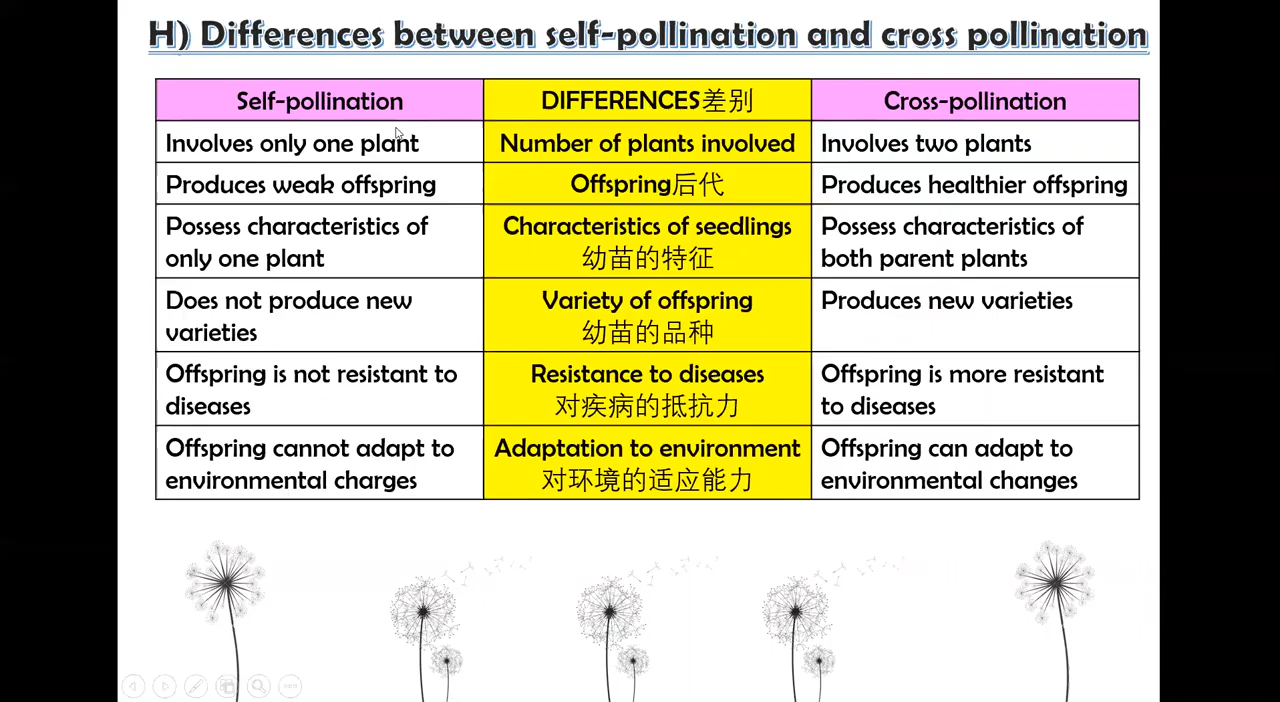 H) Differences between self-pollination and cross pollination
Self-pollination
DIFFERENCES差别
Cross-pollination
Involves only one plant
Number of plants involved
Involves two plants
Produces weak offspring
Offspring后代
Produces healthier offspring
Possess characteristics of
only one plant
Characteristics of seedlings
幼苗的特征
Possess characteristics of
both parent plants
Does not produce new
varieties
Variety of offspring
幼苗的品种
Produces new varieties
Offspring is not resistant to
diseases
Resistance to diseases
对疾病的抵抗力
Offspring is more resistant
to diseases
Offspring cannot adapt to
environmental charges
Adaptation to environment
对环境的适应能力
Offspring can adapt to
environmental changes